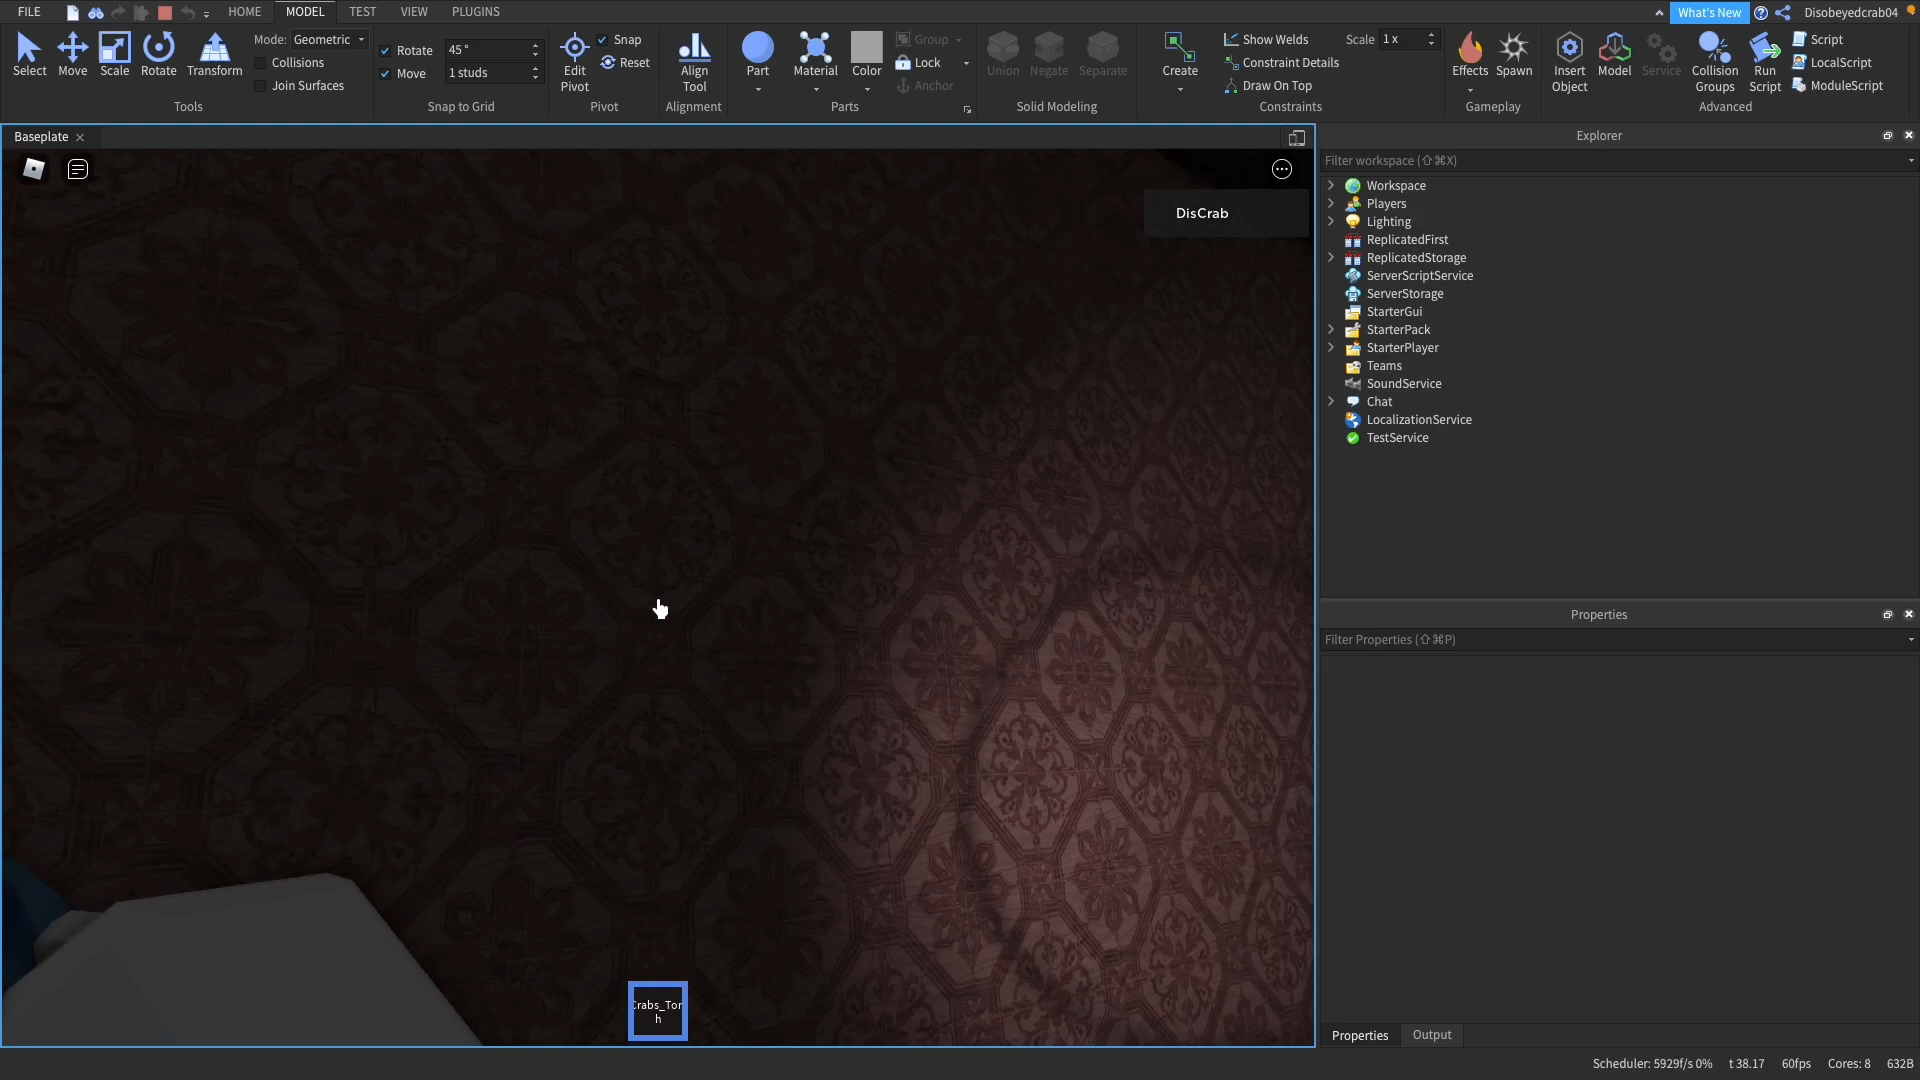 FILE HOME MODEL TEST VIEW PLUGINS What's New Disobeyedcrab04
Select Move Scale Rotate Transform
Mode: Geometric
Collisions
Join Surfaces
Tools
Rotate 45 °
Move 1 studs
Snap to Grid
Edit
Pivot
Snap
Reset
Pivot
Align
Tool
Alignment
Part Material Color
Group
Lock
Anchor
Parts
Union Negate Separate
Solid Modeling
Create
Show Welds Scale 1 x
Constraint Details
Draw On Top
Constraints
Effects Spawn
Gameplay
Insert
Object
Model Service
Collision
Groups
Run
Script
Script
LocalScript
ModuleScript
Advanced
Baseplate
DisCrab
Crabs_Tor
h
Explorer
Filter workspace (⇧⌘X)
Workspace
Players
Lighting
ReplicatedFirst
ReplicatedStorage
ServerScriptService
ServerStorage
StarterGui
StarterPack
StarterPlayer
Teams
SoundService
Chat
LocalizationService
TestService
Properties
Filter Properties (⇧⌘P)
Properties Output
Scheduler: 5929f/s 0% t 38.17 60fps Cores: 8 632B